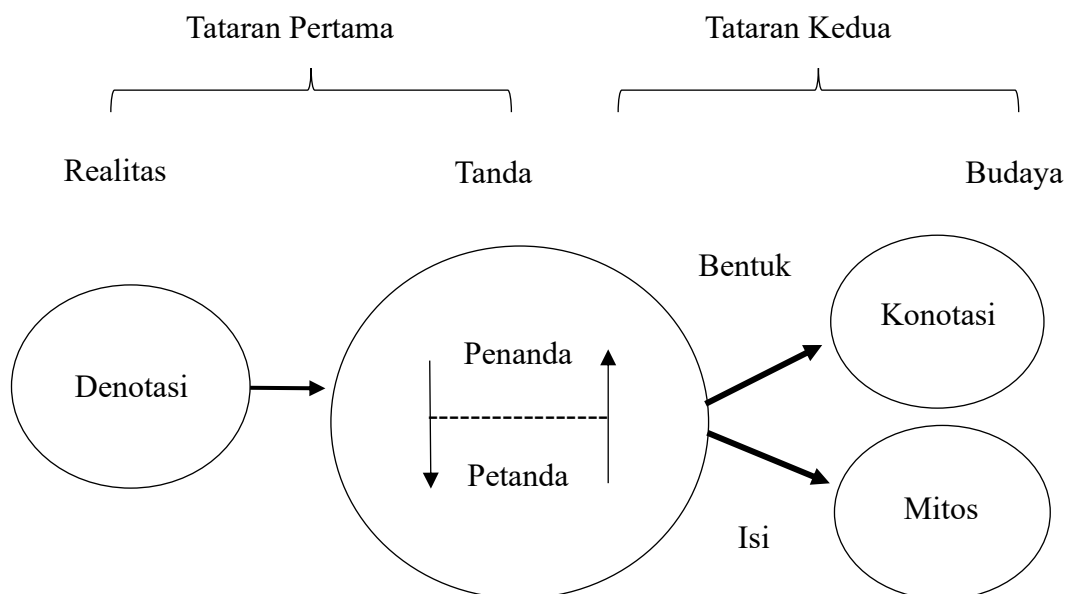 Tataran Pertama
Tataran Kedua
Realitas
Tanda
Budaya
Bentuk
Konotasi
Penanda
Denotasi
Petanda
Mitos
Isi